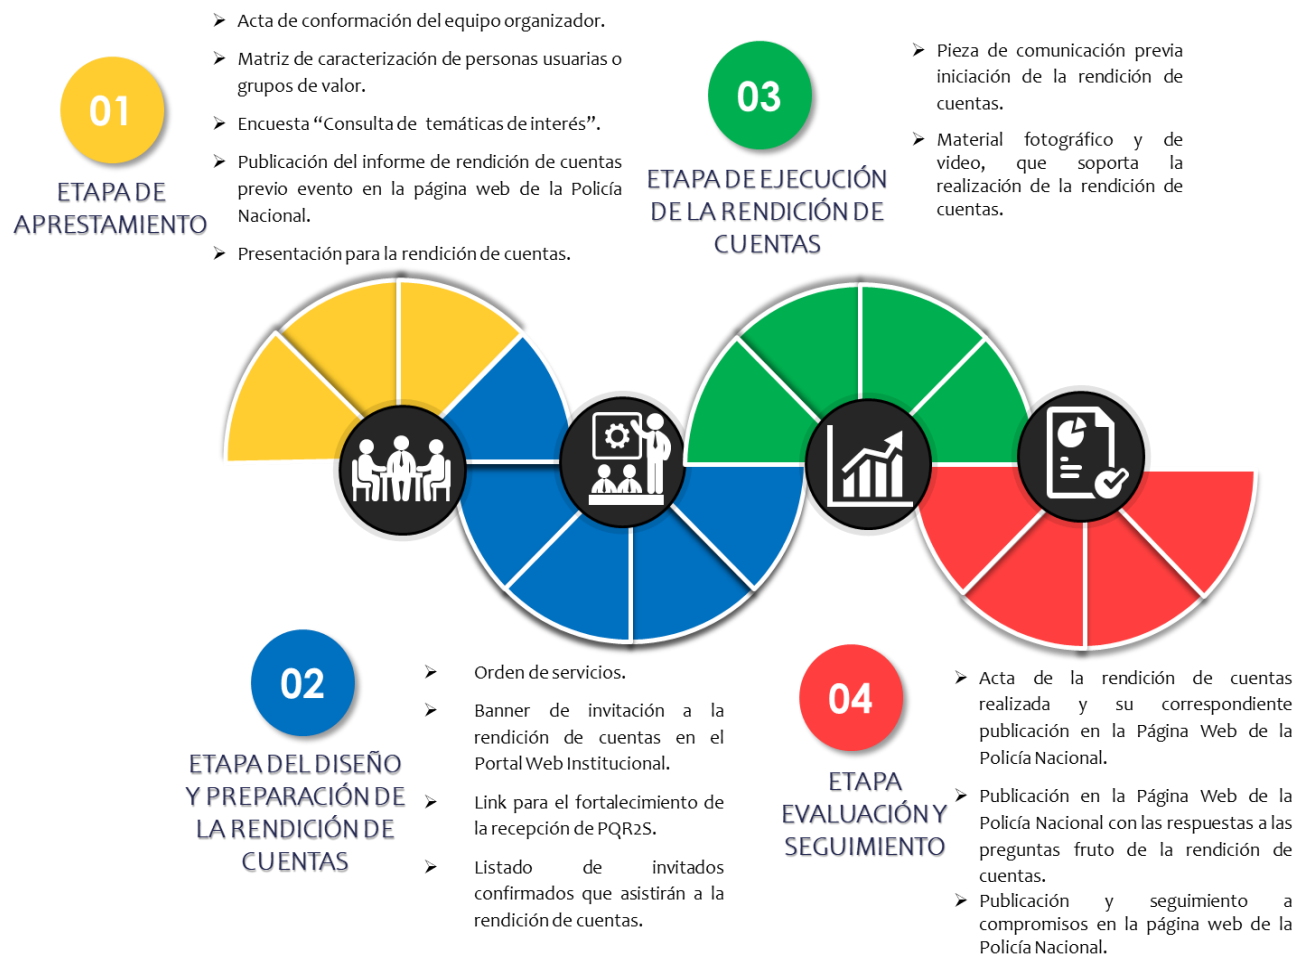 01
ETAPA DE
APRESTAMIENTO
➢ Acta de conformación del equipo organizador.
➢ Matriz de caracterización de personas usuarias o
grupos de valor.
➢ Encuesta “Consulta de temáticas de interés”.
➢ Publicación del informe de rendición de cuentas
previo evento en la página web de la Policía
Nacional.
➢ Presentación para la rendición de cuentas.
03
ETAPA DE EJECUCIÓN
DE LA RENDICIÓN DE
CUENTAS
➢ Pieza de comunicación previa
iniciación de la rendición de
cuentas.
➢ Material fotográfico y de
video, que soporta la
realización de la rendición de
cuentas.
02
ETAPA DEL DISEÑO
Y PREPARACIÓN DE
LA RENDICIÓN DE
CUENTAS
➢ Orden de servicios.
➢ Banner de invitación a la
rendición de cuentas en el
Portal Web Institucional.
➢ Link para el fortalecimiento de
la recepción de PQR2S.
➢ Listado de invitados
confirmados que asistirán a la
rendición de cuentas.
04
ETAPA
EVALUACIÓN Y
SEGUIMIENTO
➢ Acta de la rendición de cuentas
realizada y su correspondiente
publicación en la Página Web de la
Policía Nacional.
➢ Publicación en la Página Web de la
Policía Nacional con las respuestas a las
preguntas fruto de la rendición de
cuentas.
➢ Publicación y seguimiento a
compromisos en la página web de la
Policía Nacional.